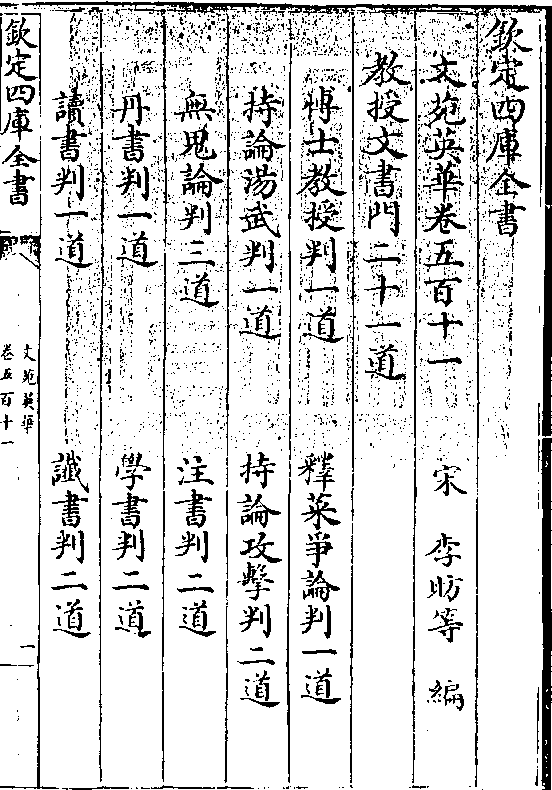 欽定四庫全書
文苑英華卷五百十一 宋 李昉等 編
教授文書門二十一道
博士教授判一道 釋菜爭論判一道
持論湯武判一道 持論攻擊判二道
無鬼論判三道 注書判二道
丹書判一道 學書判二道
讀書判一道 讖書判二道
欽定四庫全書
文苑英華
卷五百十一
一